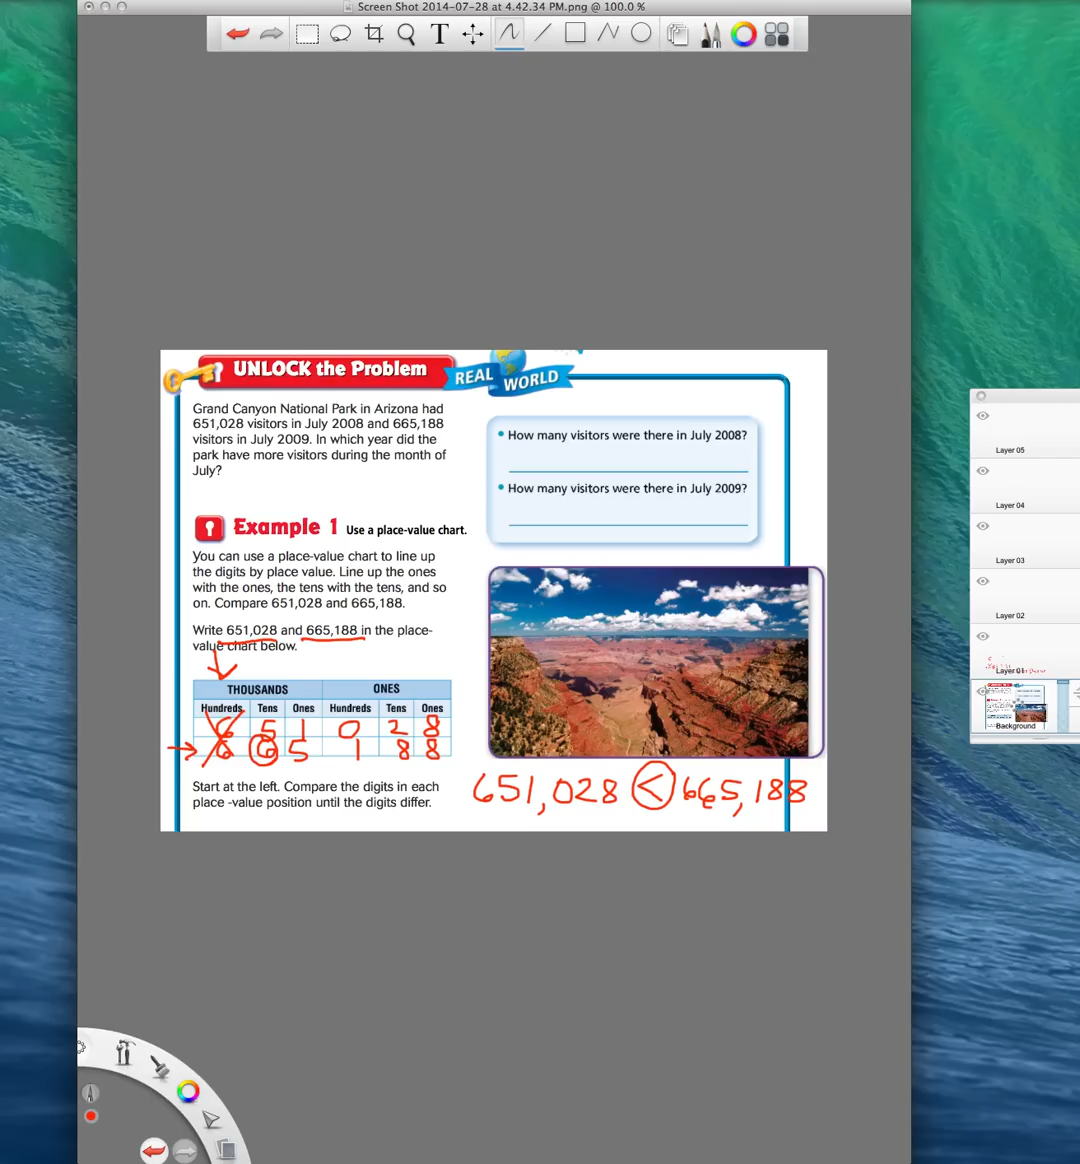 Screen Shot 2014-07-28 at 4.42.34 PM.png @ 100.0 %
T
UNLOCK the Problem
REAL WORLD
Grand Canyon National Park in Arizona had
651,028 visitors in July 2008 and 665,188
visitors in July 2009. In which year did the
park have more visitors during the month of
July?
• How many visitors were there in July 2008?
• How many visitors were there in July 2009?
Example 1 Use a place-value chart.
You can use a place-value chart to line up
the digits by place value. Line up the ones
with the ones, the tens with the tens, and so
on. Compare 651,028 and 665,188.
Write 651,028 and 665,188 in the place-
value chart below.
THOUSANDS ONES
Hundreds Tens Ones Hundreds Tens Ones
6 5 1 0 2 8
6 6 5 1 8 8
Start at the left. Compare the digits in each
place -value position until the digits differ.
651,028 < 665,188
Layer 05
Layer 04
Layer 03
Layer 02
Layer 01
Background